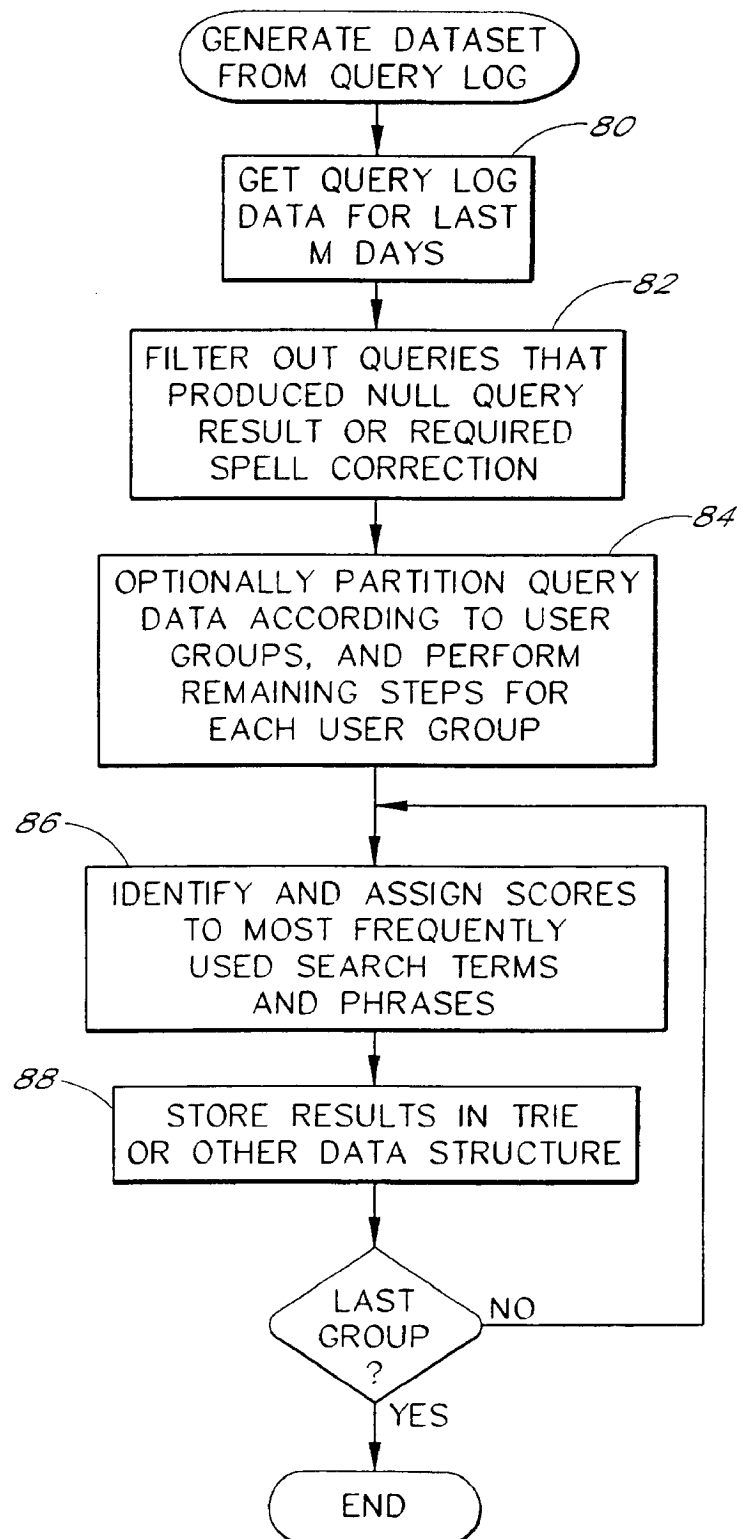 GENERATE DATASET
FROM QUERY LOG
80
GET QUERY LOG
DATA FOR LAST
M DAYS
82
FILTER OUT QUERIES THAT
PRODUCED NULL QUERY
RESULT OR REQUIRED
SPELL CORRECTION
84
OPTIONALLY PARTITION QUERY
DATA ACCORDING TO USER
GROUPS, AND PERFORM
REMAINING STEPS FOR
EACH USER GROUP
86
IDENTIFY AND ASSIGN SCORES
TO MOST FREQUENTLY
USED SEARCH TERMS
AND PHRASES
88
STORE RESULTS IN TRIE
OR OTHER DATA STRUCTURE
LAST
GROUP
?
NO
YES
END